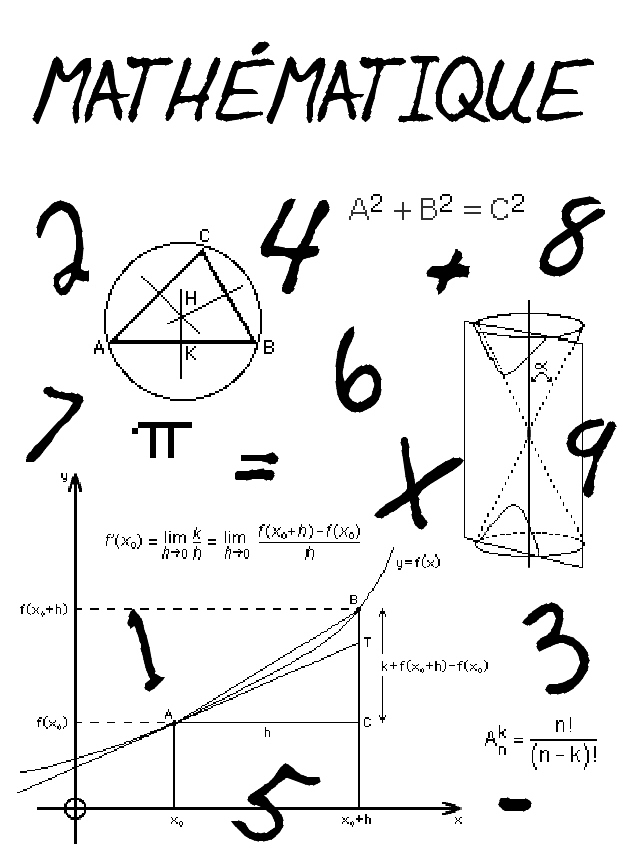 MATHÉMATIQUE
2 4 A² + B² = C² 8
+
C
H
A K B
α
6
7 π 9
=
x
y
f'(x₀) = lim h→0 k/h = lim h→0 (f(x₀+h)-f(x₀))/h
y=f(x)
f(x₀+h) B
1 3
T
k+f(x₀+h)-f(x₀)
f(x₀) A C
h
Aₙᵏ = n!/(n-k)!
5 -
x₀ x₀+h x